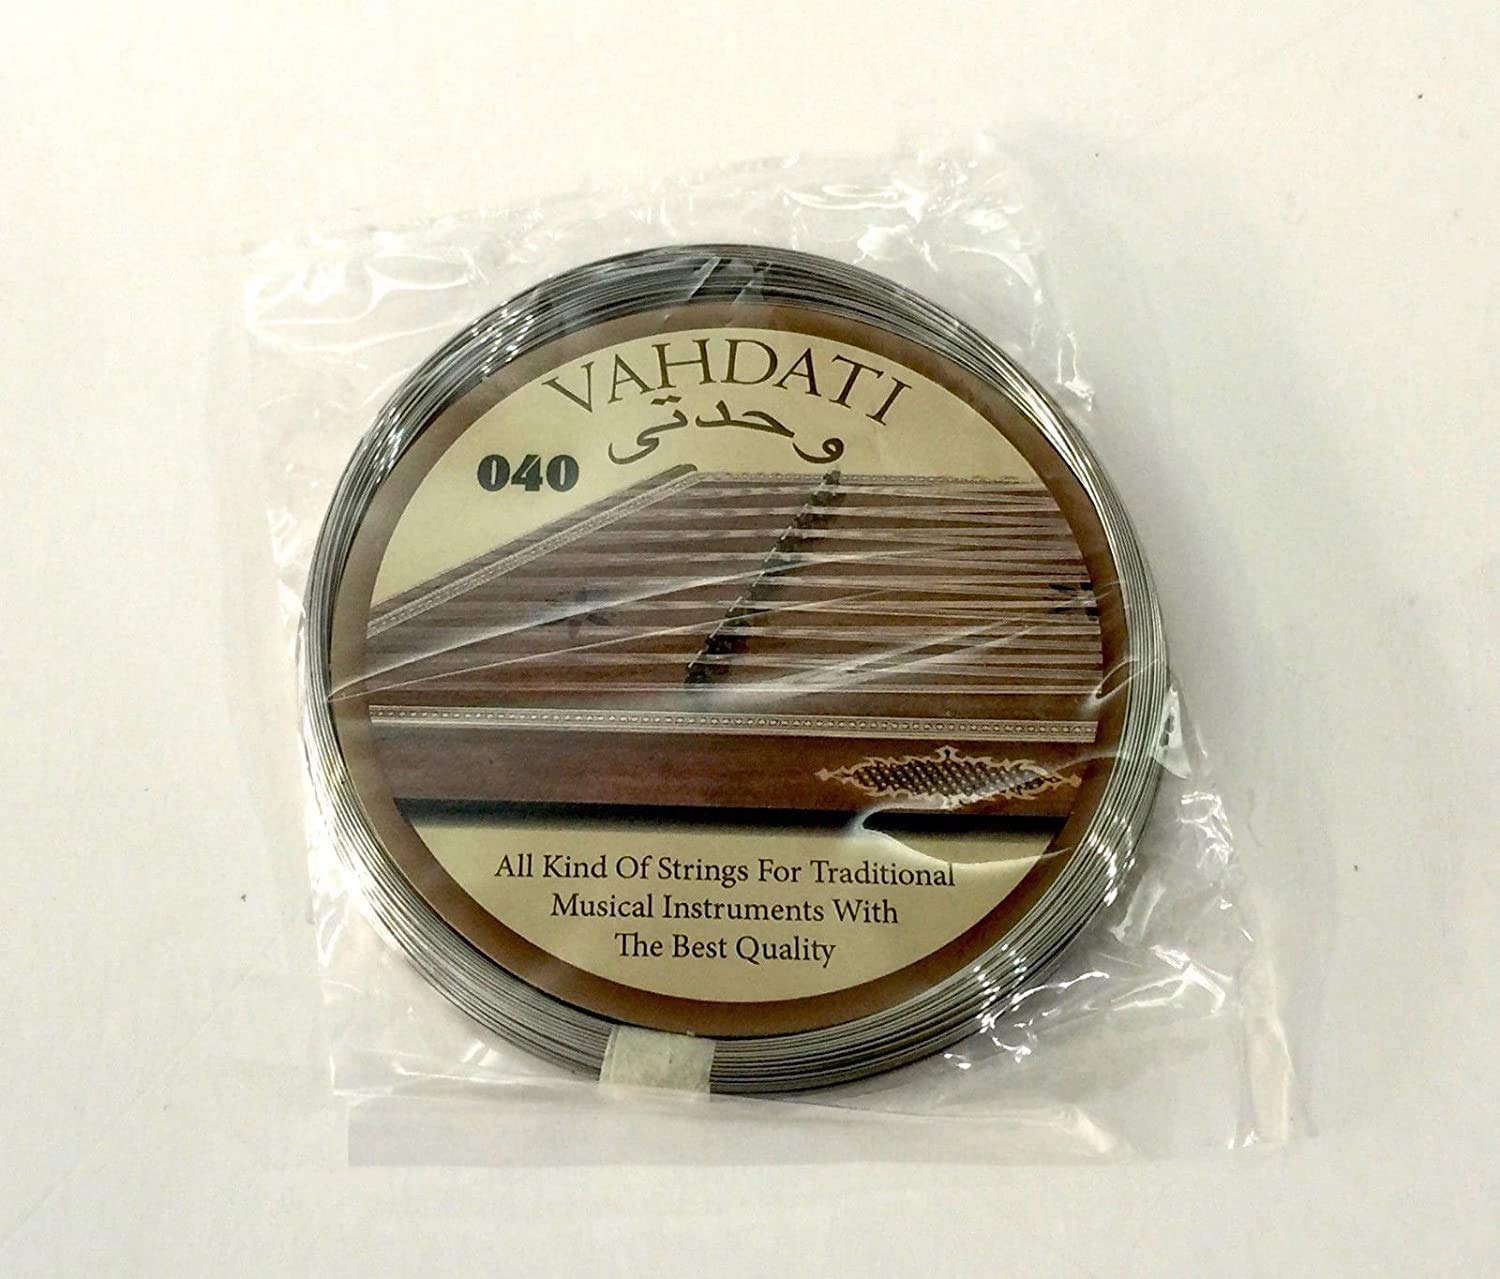 VAHDATI
وحدتی
040
All Kind Of Strings For Traditional
Musical Instruments With
The Best Quality